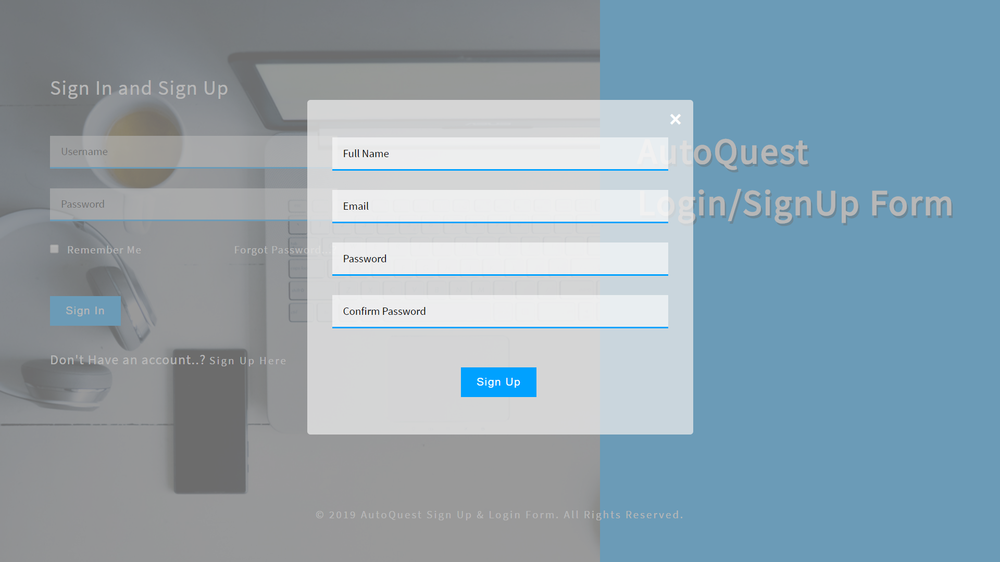 Sign In and Sign Up
Username
Password
Remember Me
Forgot Password...?
Sign In
Don't Have an account..? Sign Up Here
×
Full Name
Email
Password
Confirm Password
Sign Up
AutoQuest
Login/SignUp Form
© 2019 AutoQuest Sign Up & Login Form. All Rights Reserved.